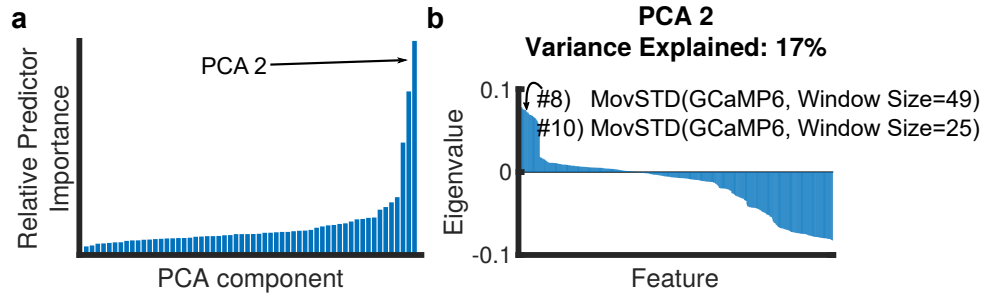 a
Relative Predictor
Importance
PCA 2
PCA component
b
PCA 2
Variance Explained: 17%
Eigenvalue
0.1
0
-0.1
#8) MovSTD(GCaMP6, Window Size=49)
#10) MovSTD(GCaMP6, Window Size=25)
Feature